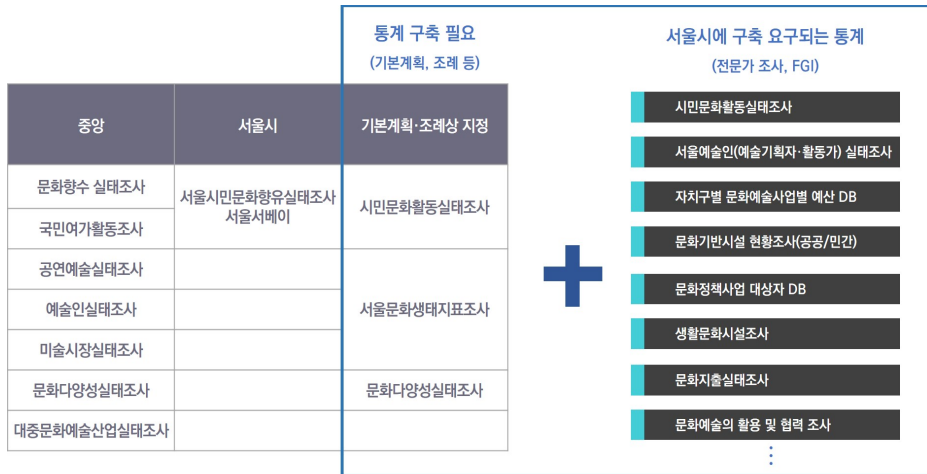 통계 구축 필요
(기본계획, 조례 등)
중앙
서울시
기본계획·조례상 지정
문화향수 실태조사
서울시민문화향유실태조사
서울서베이
시민문화활동실태조사
국민여가활동조사
공연예술실태조사
서울문화생태지표조사
예술인실태조사
미술시장실태조사
문화다양성실태조사
문화다양성실태조사
대중문화예술산업실태조사
서울시에 구축 요구되는 통계
(전문가 조사, FGI)
시민문화활동실태조사
서울예술인(예술기획자·활동가) 실태조사
자치구별 문화예술사업별 예산 DB
문화기반시설 현황조사(공공/민간)
문화정책사업 대상자 DB
생활문화시설조사
문화지출실태조사
문화예술의 활용 및 협력 조사